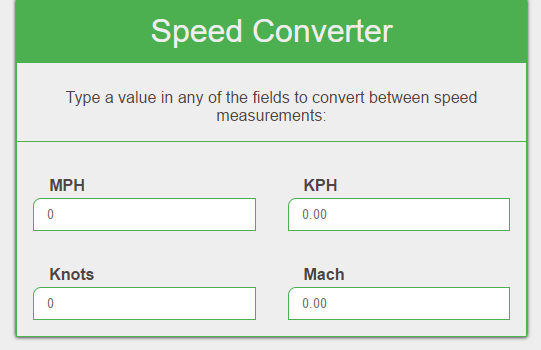 Speed Converter
Type a value in any of the fields to convert between speed
measurements:
MPH
KPH
0
0.00
Knots
Mach
0
0.00